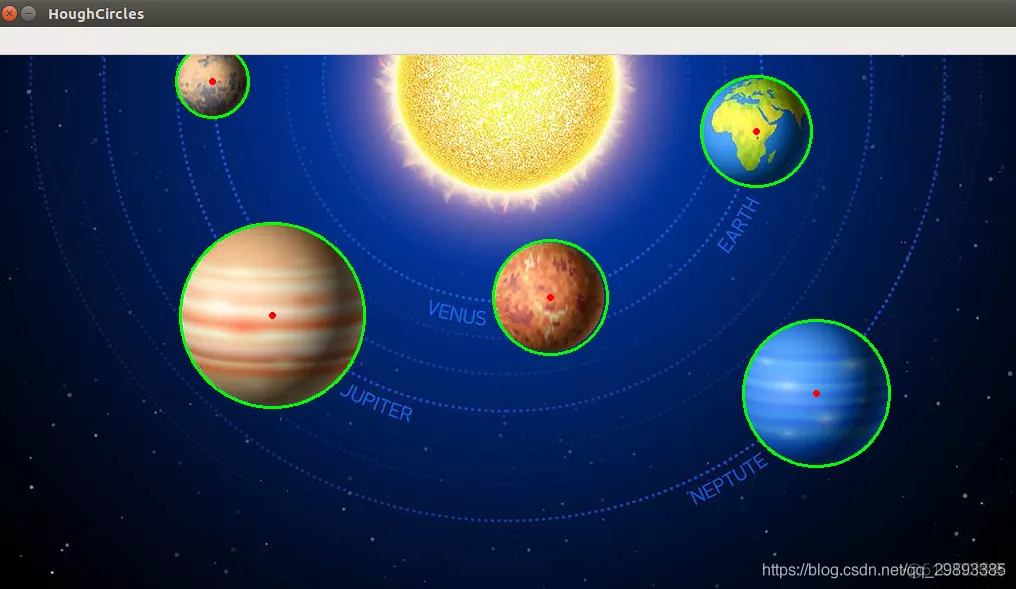 HoughCircles
EARTH
VENUS
JUPITER
NEPTUTE
https://blog.csdn.net/qq_29893385